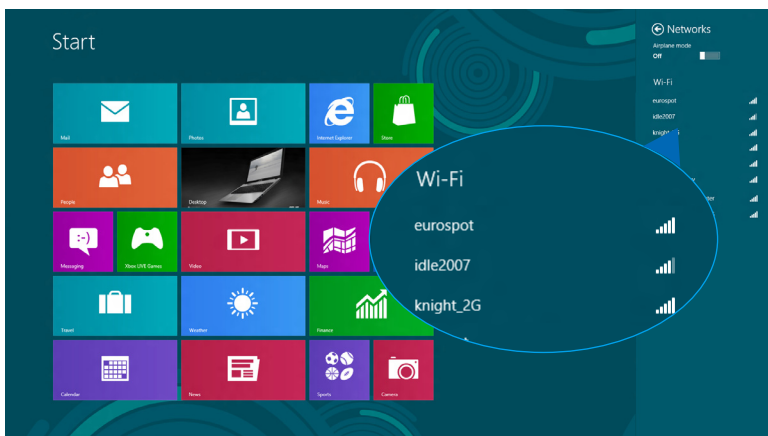 Start
Mail
Photos
Internet Explorer
Store
People
Desktop
Music
Messaging
Xbox LIVE Games
Video
Maps
Travel
Weather
Finance
Calendar
News
Sports
Camera
Networks
Airplane mode
Off
Wi-Fi
eurospot
idle2007
Wi-Fi
eurospot
idle2007
knight_2G